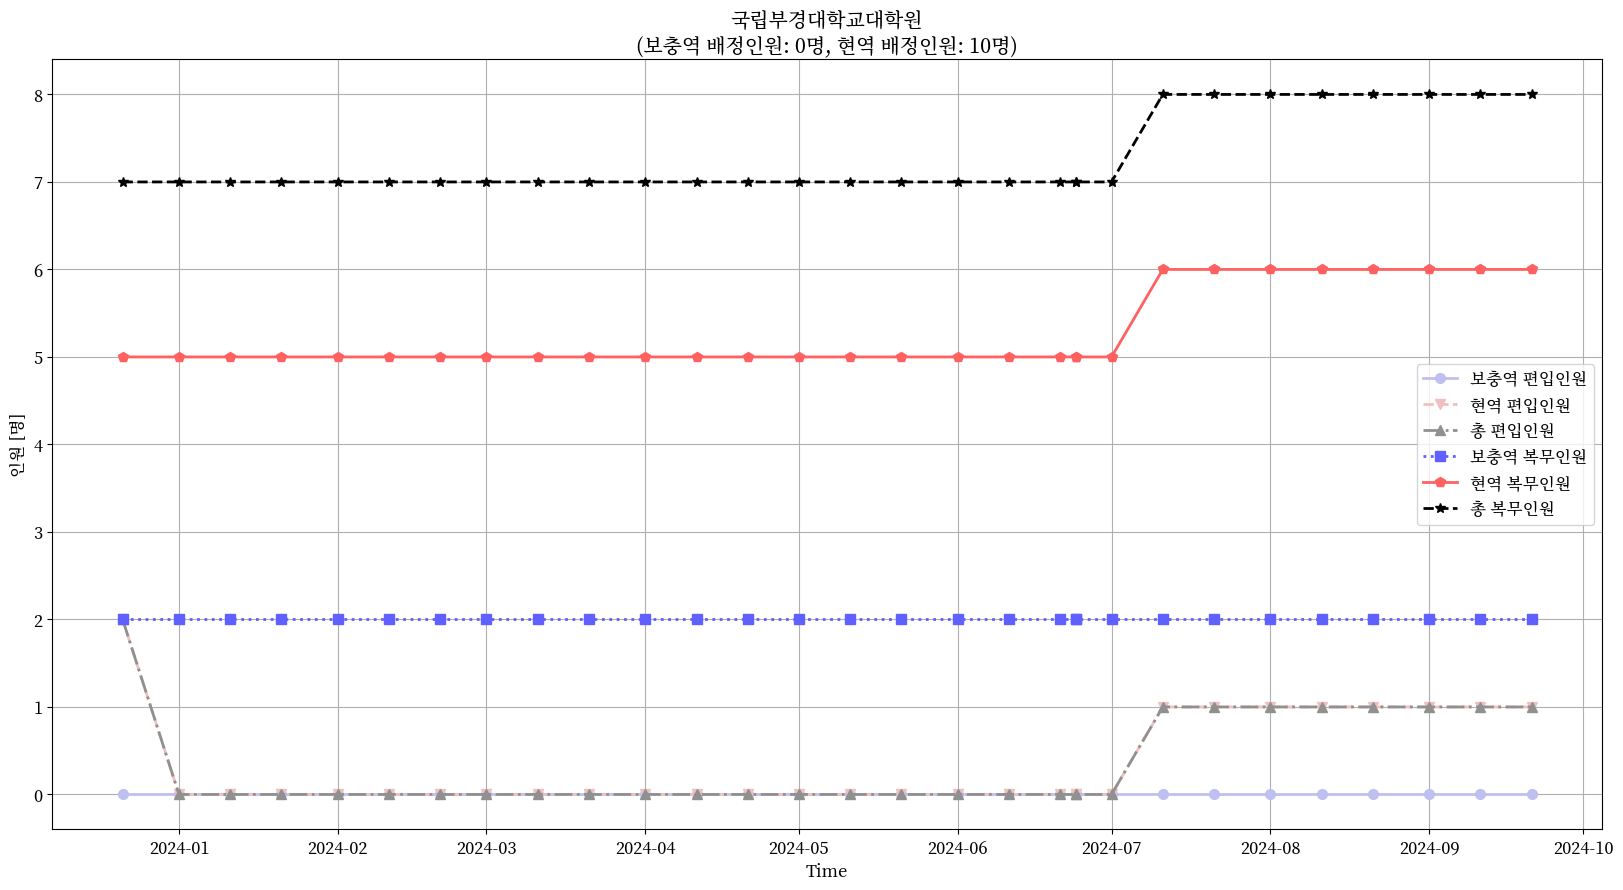 국립부경대학교대학원
(보충역 배정인원: 0명, 현역 배정인원: 10명)
8
7
6
5
4
3
2
1
0
인원 [명]
보충역 편입인원
현역 편입인원
총 편입인원
보충역 복무인원
현역 복무인원
총 복무인원
2024-01 2024-02 2024-03 2024-04 2024-05 2024-06 2024-07 2024-08 2024-09 2024-10
Time